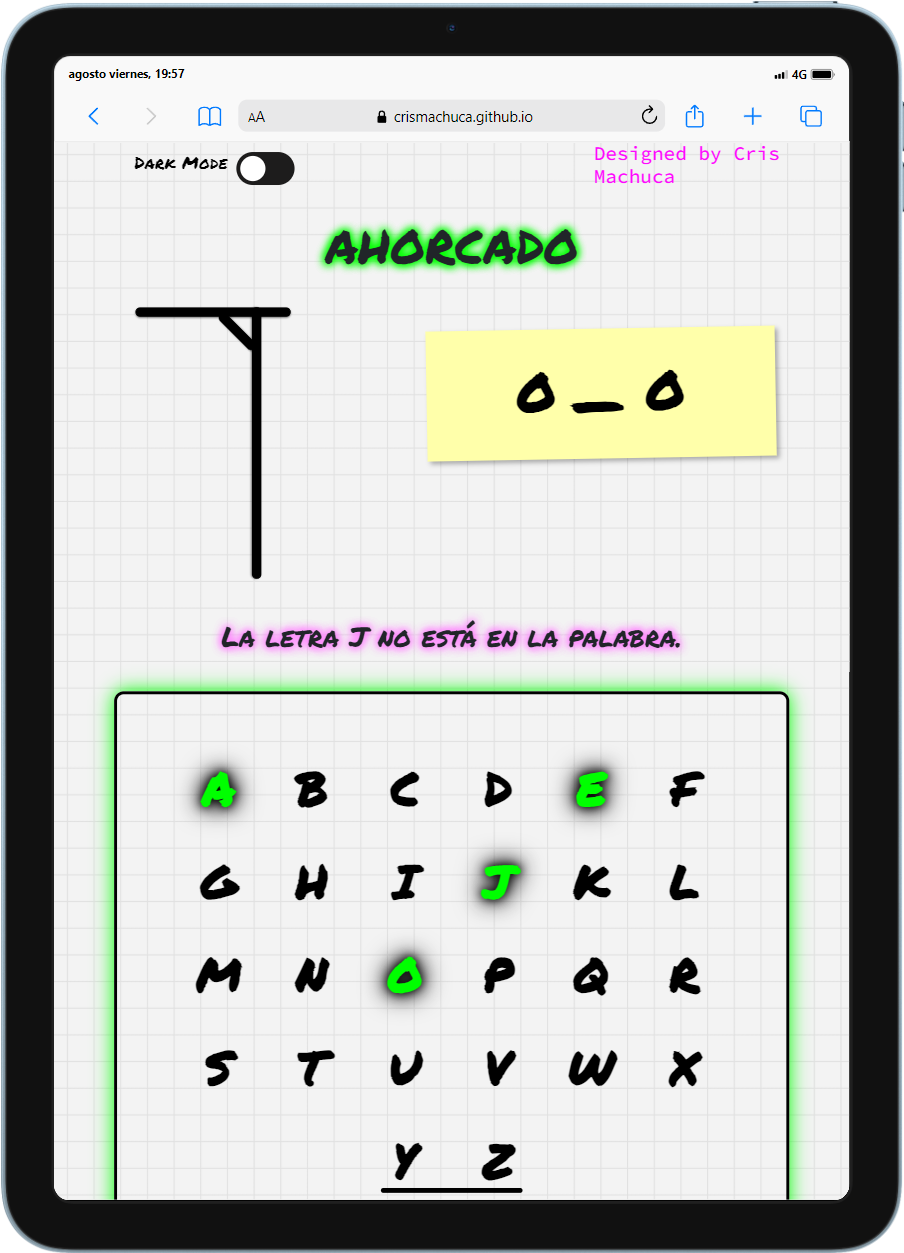 agosto viernes, 19:57
4G
AA
crismachuca.github.io
Dark Mode
Designed by Cris
Machuca
AHORCADO
O _ O
La letra J no está en la palabra.
A B C D E F
G H I J K L
M N O P Q R
S T U V W X
Y Z